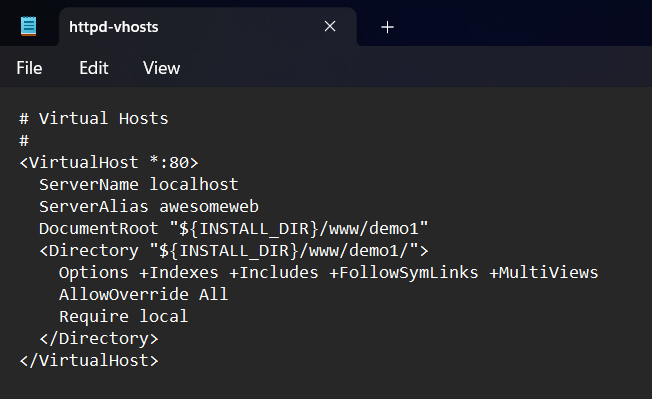 httpd-vhosts
File Edit View
# Virtual Hosts
#
<VirtualHost *:80>
  ServerName localhost
  ServerAlias awesomeweb
  DocumentRoot "${INSTALL_DIR}/www/demo1"
  <Directory "${INSTALL_DIR}/www/demo1/">
    Options +Indexes +Includes +FollowSymLinks +MultiViews
    AllowOverride All
    Require local
  </Directory>
</VirtualHost>